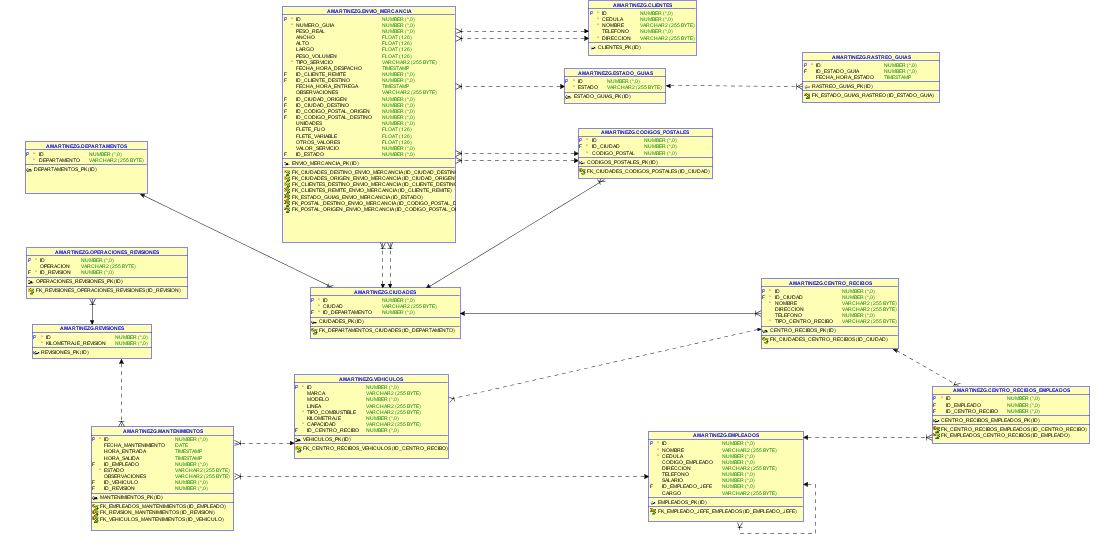 AMARTINEZG.ENVIO_MERCANCIA
P * ID NUMBER (*,0)
* NUMERO_GUIA NUMBER (*,0)
PESO_REAL NUMBER (*,0)
ANCHO FLOAT (126)
ALTO FLOAT (126)
LARGO FLOAT (126)
PESO_VOLUMEN FLOAT (126)
* TIPO_SERVICIO VARCHAR2 (255 BYTE)
FECHA_HORA_DESPACHO TIMESTAMP
F ID_CLIENTE_REMITE NUMBER (*,0)
F ID_CLIENTE_DESTINO NUMBER (*,0)
FECHA_HORA_ENTREGA TIMESTAMP
OBSERVACIONES VARCHAR2 (255 BYTE)
F ID_CIUDAD_ORIGEN NUMBER (*,0)
F ID_CIUDAD_DESTINO NUMBER (*,0)
F ID_CODIGO_POSTAL_ORIGEN NUMBER (*,0)
F ID_CODIGO_POSTAL_DESTINO NUMBER (*,0)
UNIDADES NUMBER (*,0)
FLETE_FIJO FLOAT (126)
FLETE_VARIABLE FLOAT (126)
OTROS_VALORES FLOAT (126)
VALOR_SERVICIO NUMBER (*,0)
F ID_ESTADO NUMBER (*,0)
ENVIO_MERCANCIA_PK (ID)
FK_CIUDADES_DESTINO_ENVIO_MERCANCIA (ID_CIUDAD_DESTIN
FK_CIUDADES_ORIGEN_ENVIO_MERCANCIA (ID_CIUDAD_ORIGEN
FK_CLIENTES_DESTINO_ENVIO_MERCANCIA (ID_CLIENTE_DESTIN
FK_CLIENTES_REMITE_ENVIO_MERCANCIA (ID_CLIENTE_REMITE)
FK_ESTADO_GUIAS_ENVIO_MERCANCIA (ID_ESTADO)
FK_POSTAL_DESTINO_ENVIO_MERCANCIA (ID_CODIGO_POSTAL_D
FK_POSTAL_ORIGEN_ENVIO_MERCANCIA (ID_CODIGO_POSTAL_O
AMARTINEZG.CLIENTES
P * ID NUMBER (*,0)
* CEDULA NUMBER (*,0)
* NOMBRE VARCHAR2 (255 BYTE)
TELEFONO NUMBER (*,0)
* DIRECCION VARCHAR2 (255 BYTE)
CLIENTES_PK (ID)
AMARTINEZG.ESTADO_GUIAS
P * ID NUMBER (*,0)
* ESTADO VARCHAR2 (255 BYTE)
ESTADO_GUIAS_PK (ID)
AMARTINEZG.RASTREO_GUIAS
P * ID NUMBER (*,0)
F ID_ESTADO_GUIA NUMBER (*,0)
FECHA_HORA_ESTADO TIMESTAMP
RASTREO_GUIAS_PK (ID)
FK_ESTADO_GUIAS_RASTREO (ID_ESTADO_GUIA)
AMARTINEZG.CODIGOS_POSTALES
P * ID NUMBER (*,0)
F * ID_CIUDAD NUMBER (*,0)
* CODIGO_POSTAL NUMBER (*,0)
CODIGOS_POSTALES_PK (ID)
FK_CIUDADES_CODIGOS_POSTALES (ID_CIUDAD)
AMARTINEZG.DEPARTAMENTOS
P * ID NUMBER (*,0)
* DEPARTAMENTO VARCHAR2 (255 BYTE)
DEPARTAMENTOS_PK (ID)
AMARTINEZG.OPERACIONES_REVISIONES
P * ID NUMBER (*,0)
OPERACION VARCHAR2 (255 BYTE)
F * ID_REVISION NUMBER (*,0)
OPERACIONES_REVISIONES_PK (ID)
FK_REVISIONES_OPERACIONES_REVISIONES (ID_REVISION)
AMARTINEZG.REVISIONES
P * ID NUMBER (*,0)
* KILOMETRAJE_REVISION NUMBER (*,0)
REVISIONES_PK (ID)
AMARTINEZG.CIUDADES
P * ID NUMBER (*,0)
* CIUDAD VARCHAR2 (255 BYTE)
F * ID_DEPARTAMENTO NUMBER (*,0)
CIUDADES_PK (ID)
FK_DEPARTAMENTOS_CIUDADES (ID_DEPARTAMENTO)
AMARTINEZG.CENTRO_RECIBOS
P * ID NUMBER (*,0)
F * ID_CIUDAD NUMBER (*,0)
* NOMBRE VARCHAR2 (255 BYTE)
* DIRECCION VARCHAR2 (255 BYTE)
TELEFONO NUMBER (*,0)
* TIPO_CENTRO_RECIBO VARCHAR2 (255 BYTE)
CENTRO_RECIBOS_PK (ID)
FK_CIUDADES_CENTRO_RECIBOS (ID_CIUDAD)
AMARTINEZG.VEHICULOS
P * ID NUMBER (*,0)
MARCA VARCHAR2 (255 BYTE)
MODELO NUMBER (*,0)
LINEA VARCHAR2 (255 BYTE)
* TIPO_COMBUSTIBLE VARCHAR2 (255 BYTE)
KILOMETRAJE NUMBER (*,0)
* CAPACIDAD VARCHAR2 (255 BYTE)
F ID_CENTRO_RECIBO NUMBER (*,0)
VEHICULOS_PK (ID)
FK_CENTRO_RECIBOS_VEHICULOS (ID_CENTRO_RECIBO)
AMARTINEZG.CENTRO_RECIBOS_EMPLEADOS
P * ID NUMBER (*,0)
F ID_EMPLEADO NUMBER (*,0)
F ID_CENTRO_RECIBO NUMBER (*,0)
CENTRO_RECIBOS_EMPLEADOS_PK (ID)
FK_CENTRO_RECIBOS_EMPLEADOS (ID_CENTRO_RECIBO)
FK_EMPLEADOS_CENTRO_RECIBOS (ID_EMPLEADO)
AMARTINEZG.MANTENIMIENTOS
P * ID NUMBER (*,0)
FECHA_MANTENIMIENTO DATE
HORA_ENTRADA TIMESTAMP
HORA_SALIDA TIMESTAMP
F ID_EMPLEADO NUMBER (*,0)
* ESTADO VARCHAR2 (255 BYTE)
OBSERVACIONES VARCHAR2 (255 BYTE)
F ID_VEHICULO NUMBER (*,0)
F ID_REVISION NUMBER (*,0)
MANTENIMIENTOS_PK (ID)
FK_EMPLEADOS_MANTENIMIENTOS (ID_EMPLEADO)
FK_REVISION_MANTENIMIENTOS (ID_REVISION)
FK_VEHICULOS_MANTENIMIENTOS (ID_VEHICULO)
AMARTINEZG.EMPLEADOS
P * ID NUMBER (*,0)
* NOMBRE VARCHAR2 (255 BYTE)
* CEDULA NUMBER (*,0)
CODIGO_EMPLEADO NUMBER (*,0)
DIRECCION VARCHAR2 (255 BYTE)
TELEFONO NUMBER (*,0)
SALARIO NUMBER (*,0)
F ID_EMPLEADO_JEFE NUMBER (*,0)
CARGO VARCHAR2 (255 BYTE)
EMPLEADOS_PK (ID)
FK_EMPLEADO_JEFE_EMPLEADOS (ID_EMPLEADO_JEFE)